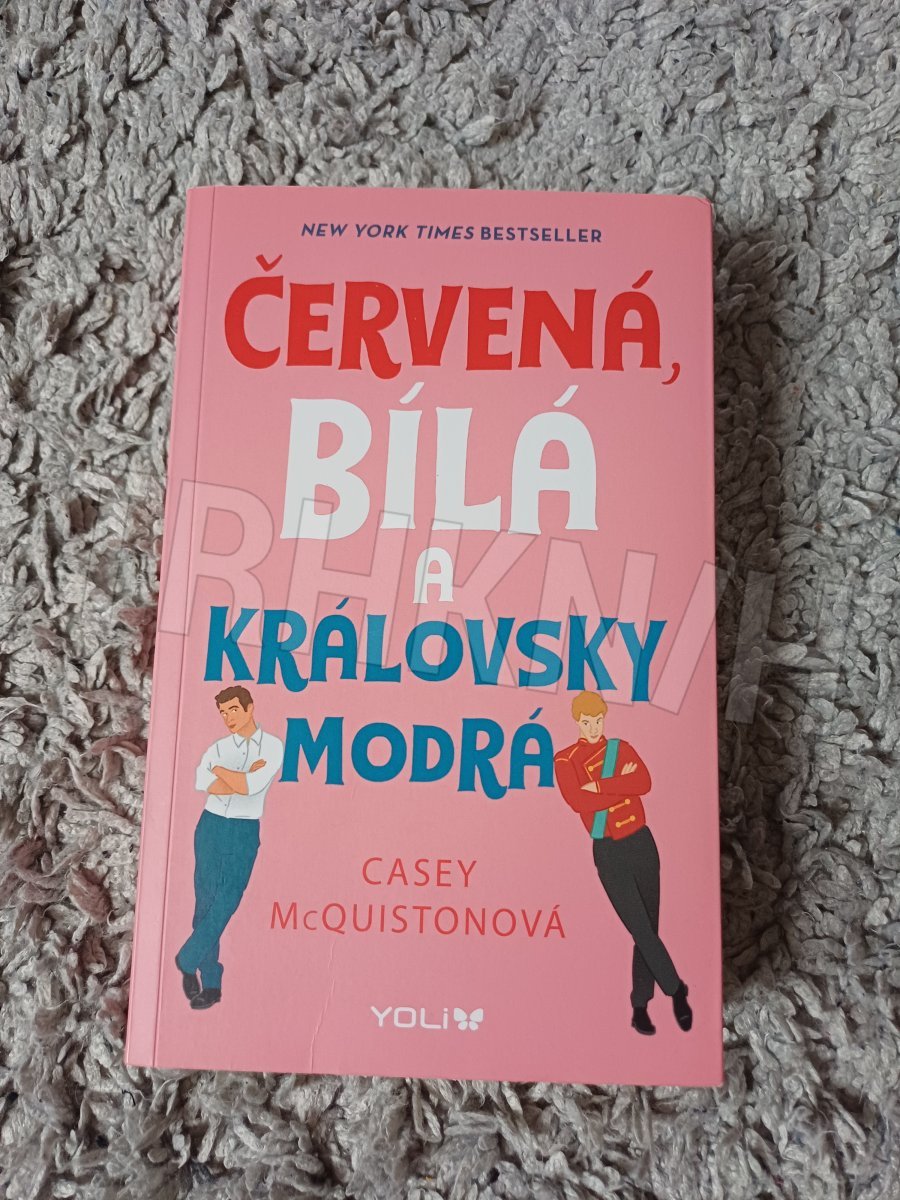 NEW YORK TIMES BESTSELLER
ČERVENÁ,
BÍLÁ
A
KRÁLOVSKY
MODRÁ
CASEY
McQUISTONOVÁ
YOLi